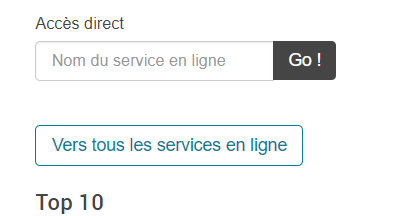 Accès direct
Nom du service en ligne Go !
Vers tous les services en ligne
Top 10